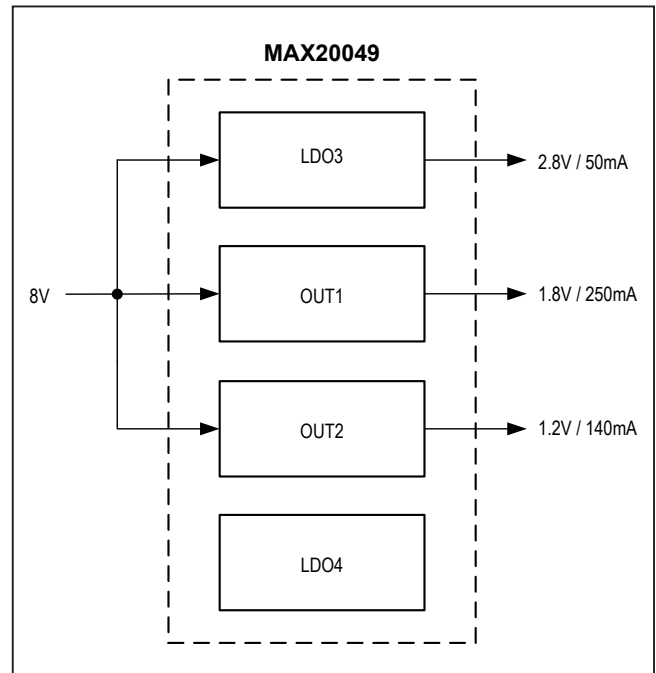 MAX20049
LDO3
2.8V / 50mA
8V
OUT1
1.8V / 250mA
OUT2
1.2V / 140mA
LDO4